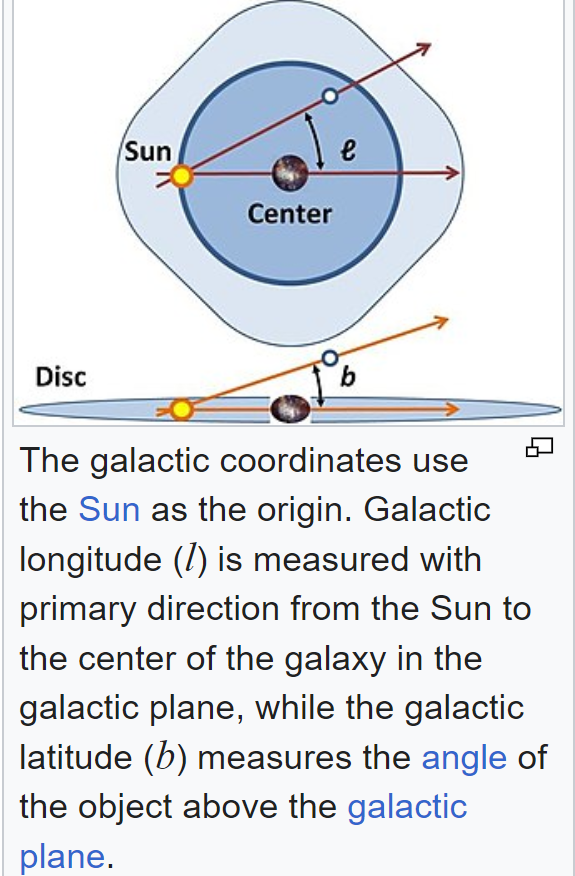 Sun
ℓ
Center
Disc
b
The galactic coordinates use
the Sun as the origin. Galactic
longitude (l) is measured with
primary direction from the Sun to
the center of the galaxy in the
galactic plane, while the galactic
latitude (b) measures the angle of
the object above the galactic
plane.